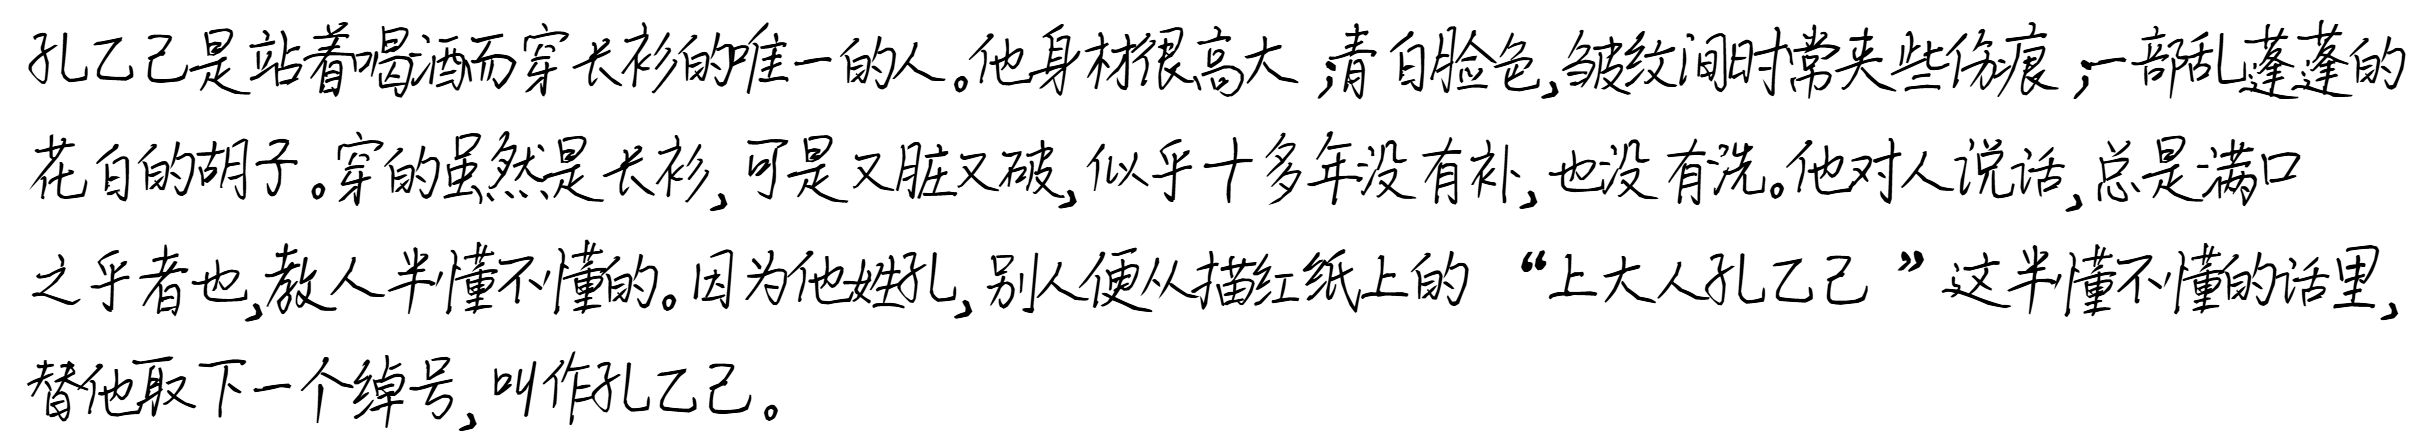 孔乙己是站着喝酒而穿长衫的唯一的人。他身材很高大;青白脸色,皱纹间时常夹些伤痕;一部乱蓬蓬的
花白的胡子。穿的虽然是长衫,可是又脏又破,似乎十多年没有补,也没有洗。他对人说话,总是满口
之乎者也,教人半懂不懂的。因为他姓孔,别人便从描红纸上的“上大人孔乙己”这半懂不懂的话里,
替他取下一个绰号,叫作孔乙己。